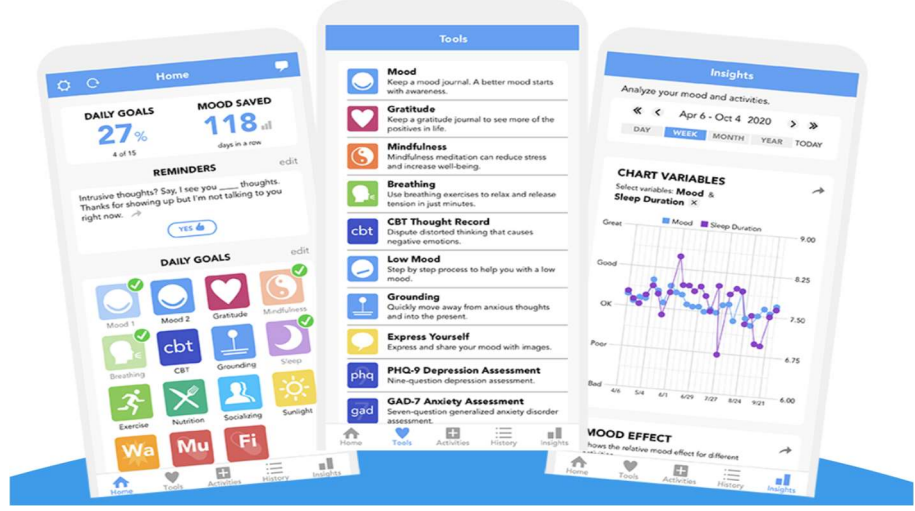 Home
DAILY GOALS
27%
4 of 15
MOOD SAVED
118
days in a row
REMINDERS
edit
Intrusive thoughts? Say, I see you ____ thoughts.
Thanks for showing up but I'm not talking to you
right now.
YES
DAILY GOALS
edit
Mood 1
Mood 2
Gratitude
Mindfulness
Breathing
cbt
CBT
Grounding
Sleep
Exercise
Nutrition
Socializing
Sunlight
Wa
Mu
Fi
Home
Tools
Activities
History
Insights
Tools
Mood
Keep a mood journal. A better mood starts
with awareness.
Gratitude
Keep a gratitude journal to see more of the
positives in life.
Mindfulness
Mindfulness meditation can reduce stress
and increase well-being.
Breathing
Use breathing exercises to relax and release
tension in just minutes.
cbt
CBT Thought Record
Dispute distorted thinking that causes
negative emotions.
Low Mood
Step by step process to help you with a low
mood.
Grounding
Quickly move away from anxious thoughts
and into the present.
Express Yourself
Express and share your mood with images.
phq
PHQ-9 Depression Assessment
Nine-question depression assessment.
gad
GAD-7 Anxiety Assessment
Seven-question generalized anxiety disorder
assessment.
Home
Tools
Activities
History
Insights
Insights
Analyze your mood and activities.
« < Apr 6 - Oct 4 2020 > »
DAY WEEK MONTH YEAR TODAY
CHART VARIABLES
Select variables: Mood &
Sleep Duration ×
Mood Sleep Duration
Great
9.00
Good
8.25
OK
7.50
Poor
6.75
Bad
6.00
4/6 5/4 6/1 6/29 7/27 8/24 9/21
MOOD EFFECT
hows the relative mood effect for different
Home
Tools
Activities
History
Insights